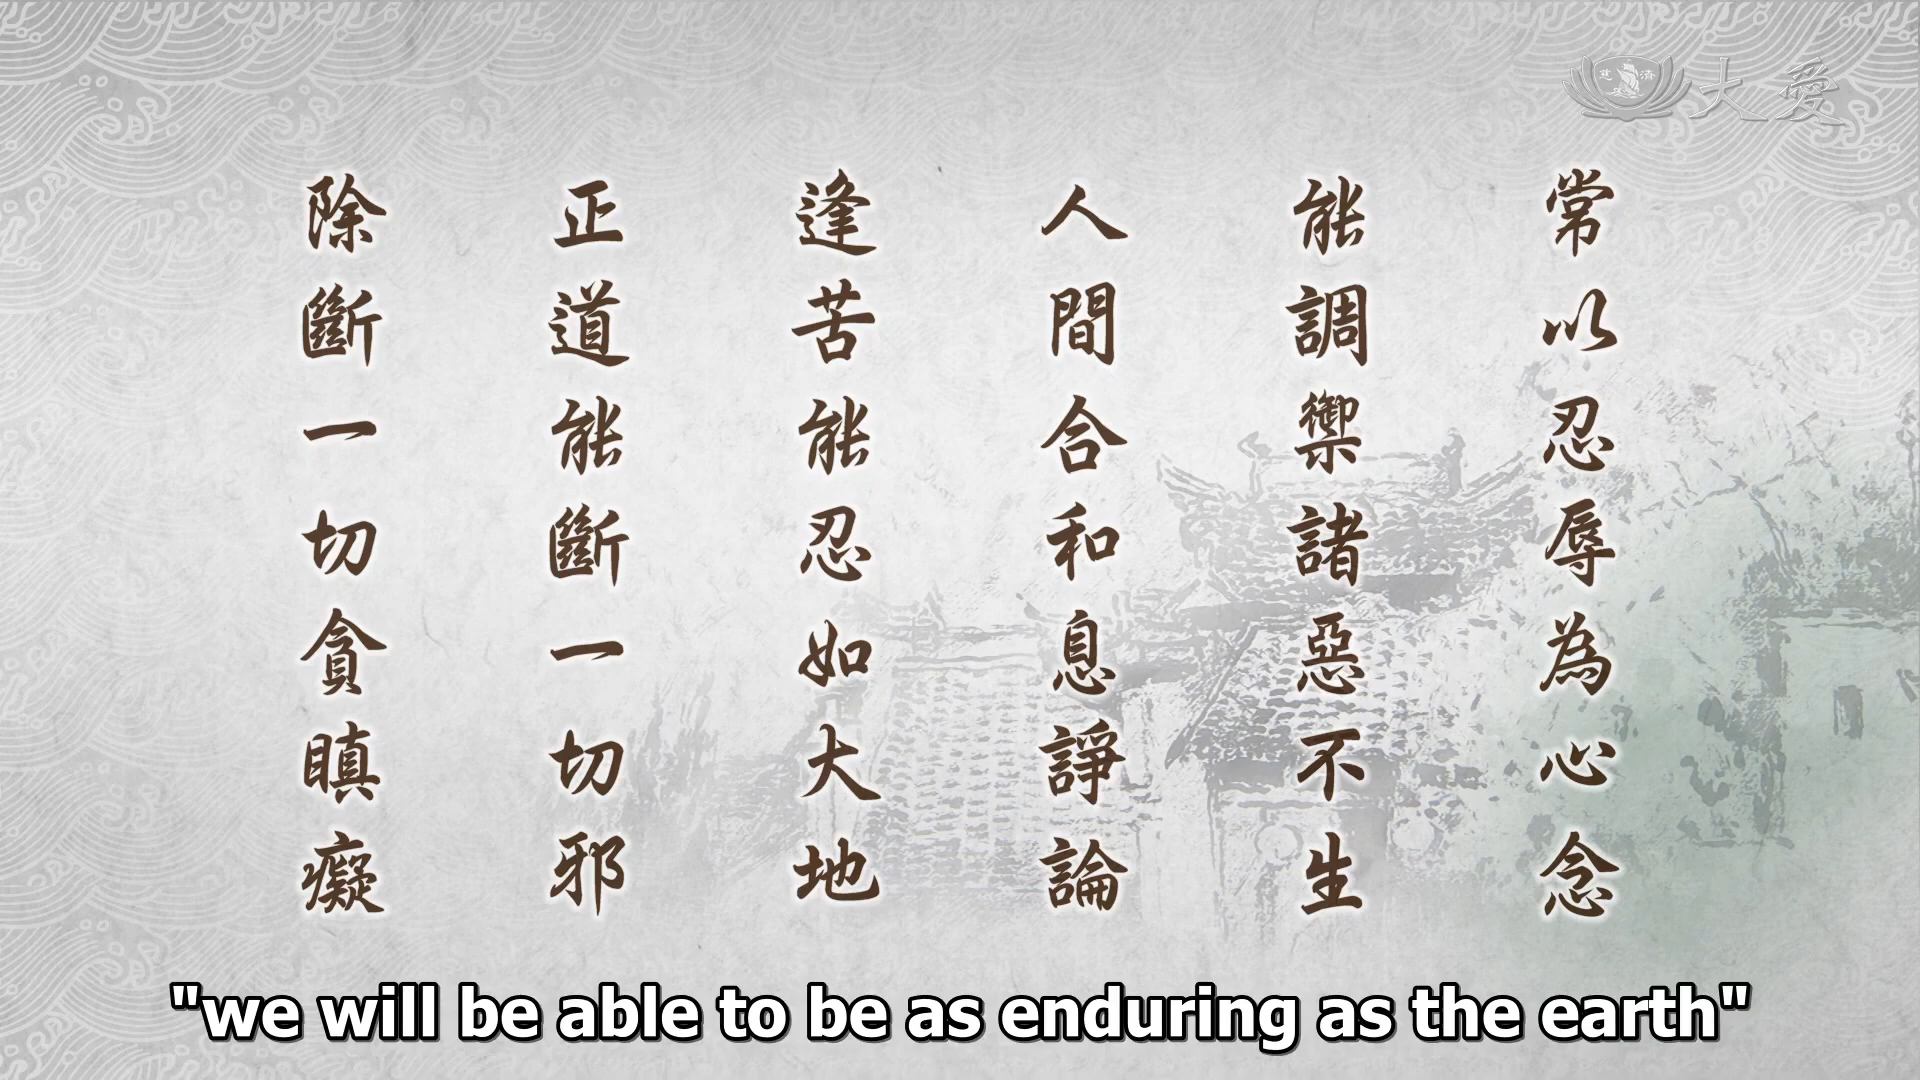 慈濟 大愛
常以忍辱為心念
能調禦諸惡不生
人間合和息諍論
逢苦能忍如大地
正道能斷一切邪
除斷一切貪瞋癡
"we will be able to be as enduring as the earth"